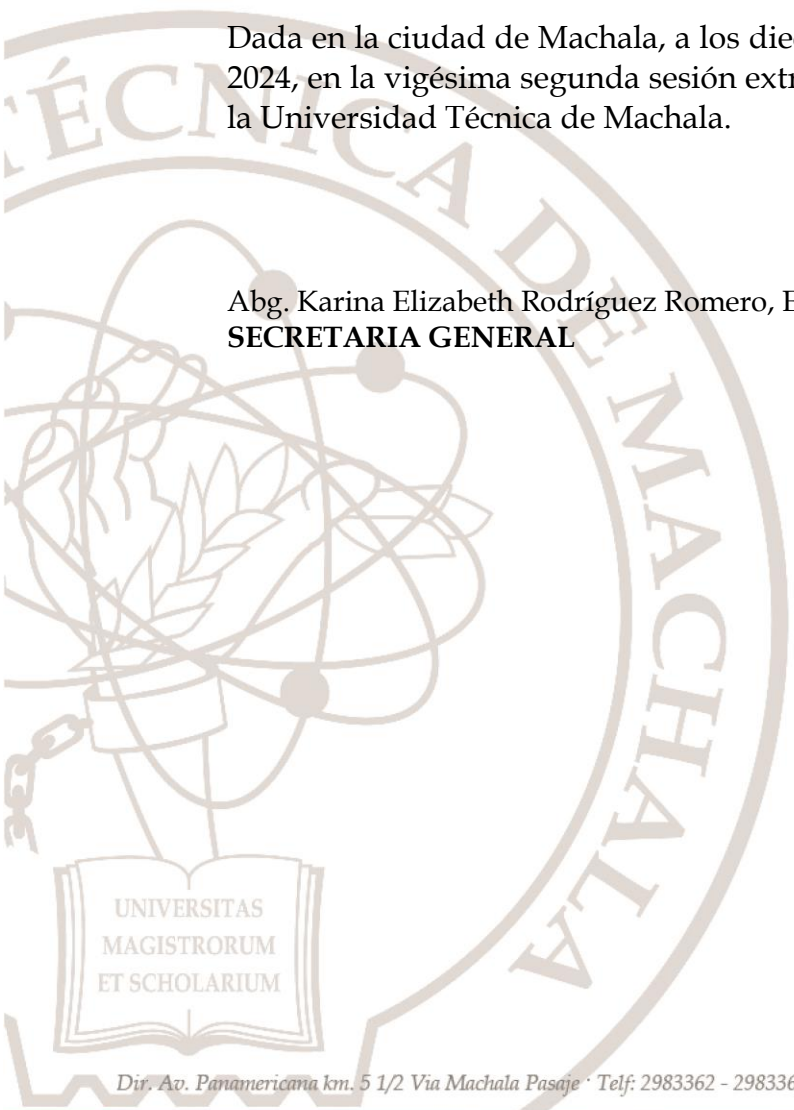 Dada en la ciudad de Machala, a los
2024, en la vigésima segunda sesión
la Universidad Técnica de Machala.
TÉCNICA DE MACHALA
Abg. Karina Elizabeth Rodríguez Romero,
SECRETARIA GENERAL
UNIVERSITAS
MAGISTRORUM
ET SCHOLARIUM
Dir. Av. Panamericana km. 5 1/2 Via Machala Pasaje · Telf: 2983362 -